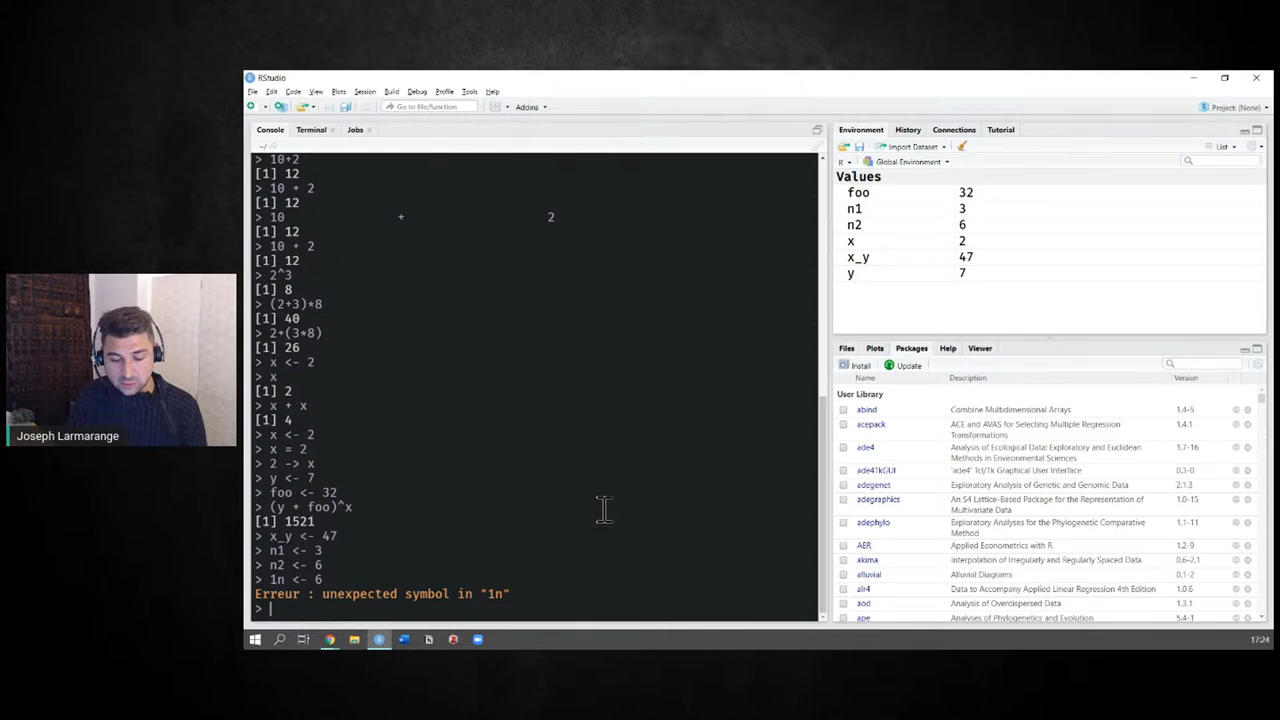 RStudio
File Edit Code View Plots Session Build Debug Profile Tools Help
Go to file/function
Addins
Project: (None)
Console Terminal Jobs
~/
> 10+2
[1] 12
> 10 + 2
[1] 12
> 10 + 2
[1] 12
> 10 + 2
[1] 12
> 2^3
[1] 8
> (2+3)*8
[1] 40
> 2+(3*8)
[1] 26
> x <- 2
> x
[1] 2
> x + x
[1] 4
> x <- 2
> x = 2
> 2 -> x
> y <- 7
> foo <- 32
> (y + foo)^x
[1] 1521
> x_y <- 47
> n1 <- 3
> n2 <- 6
> 1n <- 6
Erreur : unexpected symbol in "1n"
>
Environment History Connections Tutorial
Import Dataset List
R Global Environment
Values
foo 32
n1 3
n2 6
x 2
x_y 47
y 7
Files Plots Packages Help Viewer
Install Update
Name Description Version
User Library
abind Combine Multidimensional Arrays 1.4-5
acepack ACE and AVAS for Selecting Multiple Regression 1.4.1
Transformations
ade4 Analysis of Ecological Data: Exploratory and Euclidean 1.7-16
Methods in Environmental Sciences
ade4TkGUI 'ade4' Tcl/Tk Graphical User Interface 0.3-0
adegenet Exploratory Analysis of Genetic and Genomic Data 2.1.3
adegraphics An S4 Lattice-Based Package for the Representation of 1.0-15
Multivariate Data
adephylo Exploratory Analyses for the Phylogenetic Comparative 1.1-11
Method
AER Applied Econometrics with R 1.2-9
akima Interpolation of Irregularly and Regularly Spaced Data 0.6-2.1
alluvial Alluvial Diagrams 0.1-2
alr4 Data to Accompany Applied Linear Regression 4th Edition 1.0.6
aod Analysis of Overdispersed Data 1.3.1
ape Analyses of Phylogenetics and Evolution
Joseph Larmarange
17:24